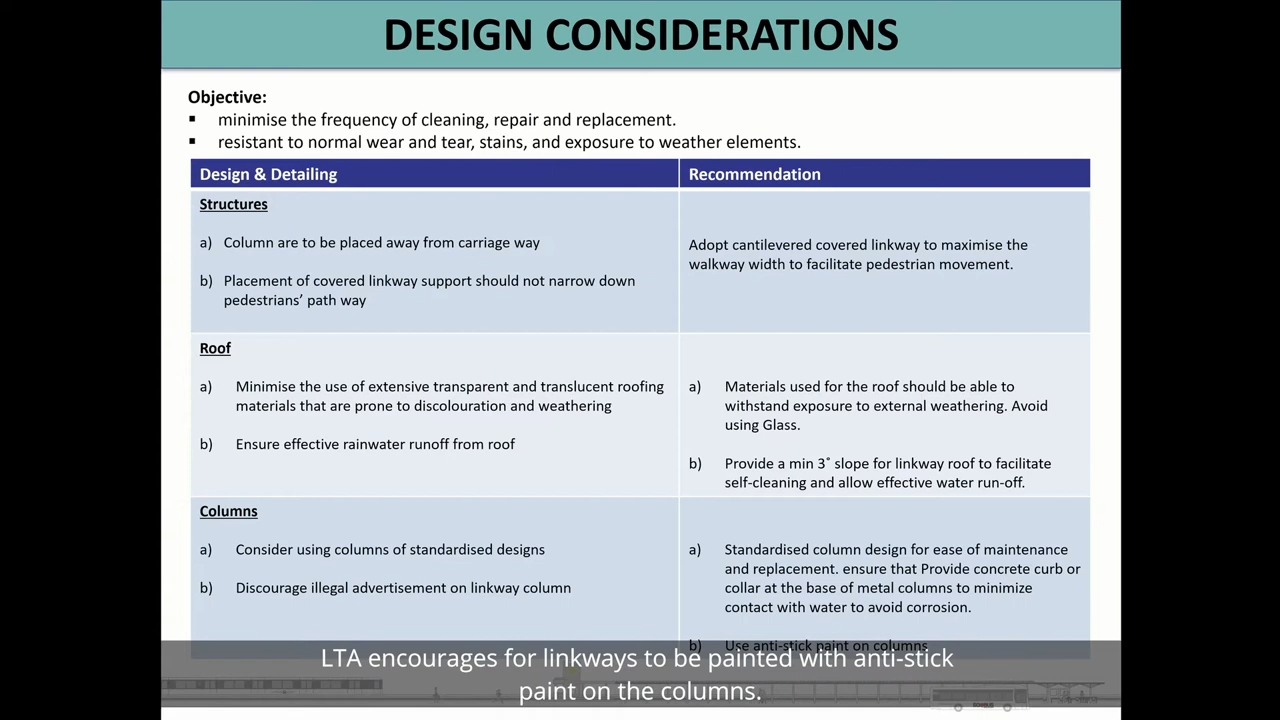 DESIGN CONSIDERATIONS
Objective:
▪ minimise the frequency of cleaning, repair and replacement.
▪ resistant to normal wear and tear, stains, and exposure to weather elements.
Design & Detailing
Recommendation
Structures
a) Column are to be placed away from carriage way
b) Placement of covered linkway support should not narrow down
pedestrians’ path way
Adopt cantilevered covered linkway to maximise the
walkway width to facilitate pedestrian movement.
Roof
a) Minimise the use of extensive transparent and translucent roofing
materials that are prone to discolouration and weathering
b) Ensure effective rainwater runoff from roof
a) Materials used for the roof should be able to
withstand exposure to external weathering. Avoid
using Glass.
b) Provide a min 3˚ slope for linkway roof to facilitate
self-cleaning and allow effective water run-off.
Columns
a) Consider using columns of standardised designs
b) Discourage illegal advertisement on linkway column
a) Standardised column design for ease of maintenance
and replacement. ensure that Provide concrete curb or
collar at the base of metal columns to minimize
contact with water to avoid corrosion.
b) Use anti-stick paint on columns
LTA encourages for linkways to be painted with anti-stick
paint on the columns.